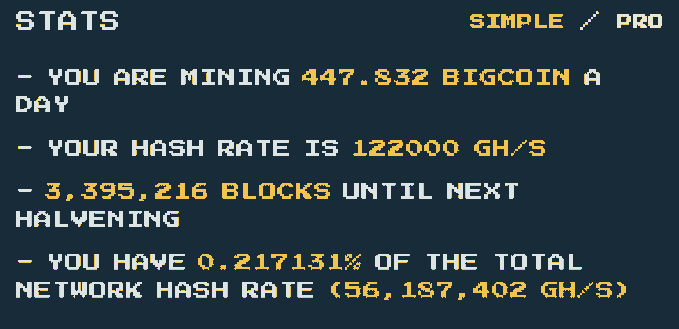 STATS
SIMPLE / PRO
- YOU ARE MINING 447.832 BIGCOIN A
DAY
- YOUR HASH RATE IS 122000 GH/S
- 3,395,216 BLOCKS UNTIL NEXT
HALVENING
- YOU HAVE 0.217131% OF THE TOTAL
NETWORK HASH RATE (56,187,402 GH/S)